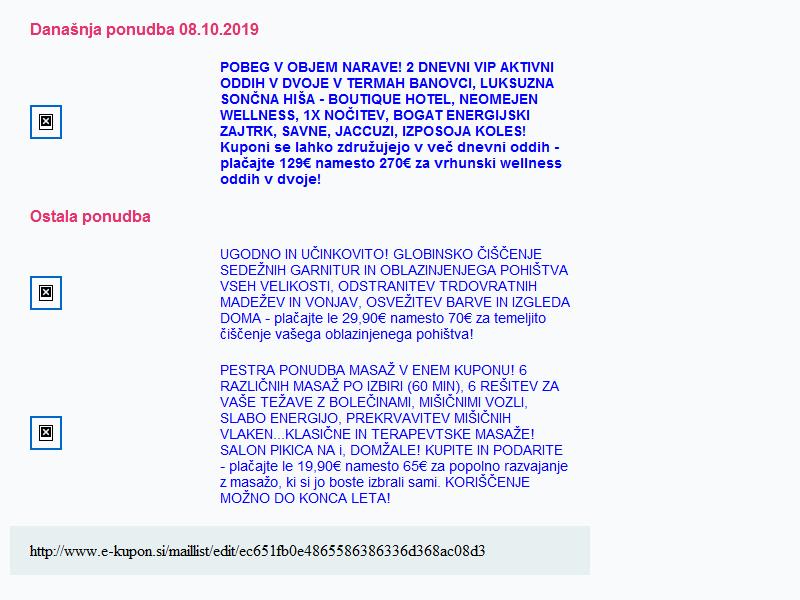 Današnja ponudba 08.10.2019
POBEG V OBJEM NARAVE! 2 DNEVNI VIP AKTIVNI
ODDIH V DVOJE V TERMAH BANOVCI, LUKSUZNA
SONČNA HIŠA - BOUTIQUE HOTEL, NEOMEJEN
WELLNESS, 1X NOČITEV, BOGAT ENERGIJSKI
ZAJTRK, SAVNE, JACCUZI, IZPOSOJA KOLES!
Kuponi se lahko združujejo v več dnevni oddih -
plačajte 129€ namesto 270€ za vrhunski wellness
oddih v dvoje!
Ostala ponudba
UGODNO IN UČINKOVITO! GLOBINSKO ČIŠČENJE
SEDEŽNIH GARNITUR IN OBLAZINJENJEGA POHIŠTVA
VSEH VELIKOSTI, ODSTRANITEV TRDOVRATNIH
MADEŽEV IN VONJAV, OSVEŽITEV BARVE IN IZGLEDA
DOMA - plačajte le 29,90€ namesto 70€ za temeljito
čiščenje vašega oblazinjenega pohištva!
PESTRA PONUDBA MASAŽ V ENEM KUPONU! 6
RAZLIČNIH MASAŽ PO IZBIRI (60 MIN), 6 REŠITEV ZA
VAŠE TEŽAVE Z BOLEČINAMI, MIŠIČNIMI VOZLI,
SLABO ENERGIJO, PREKRVAVITEV MIŠIČNIH
VLAKEN...KLASIČNE IN TERAPEVTSKE MASAŽE!
SALON PIKICA NA i, DOMŽALE! KUPITE IN PODARITE
- plačajte le 19,90€ namesto 65€ za popolno razvajanje
z masažo, ki si jo boste izbrali sami. KORIŠČENJE
MOŽNO DO KONCA LETA!
http://www.e-kupon.si/maillist/edit/ec651fb0e4865586386336d368ac08d3